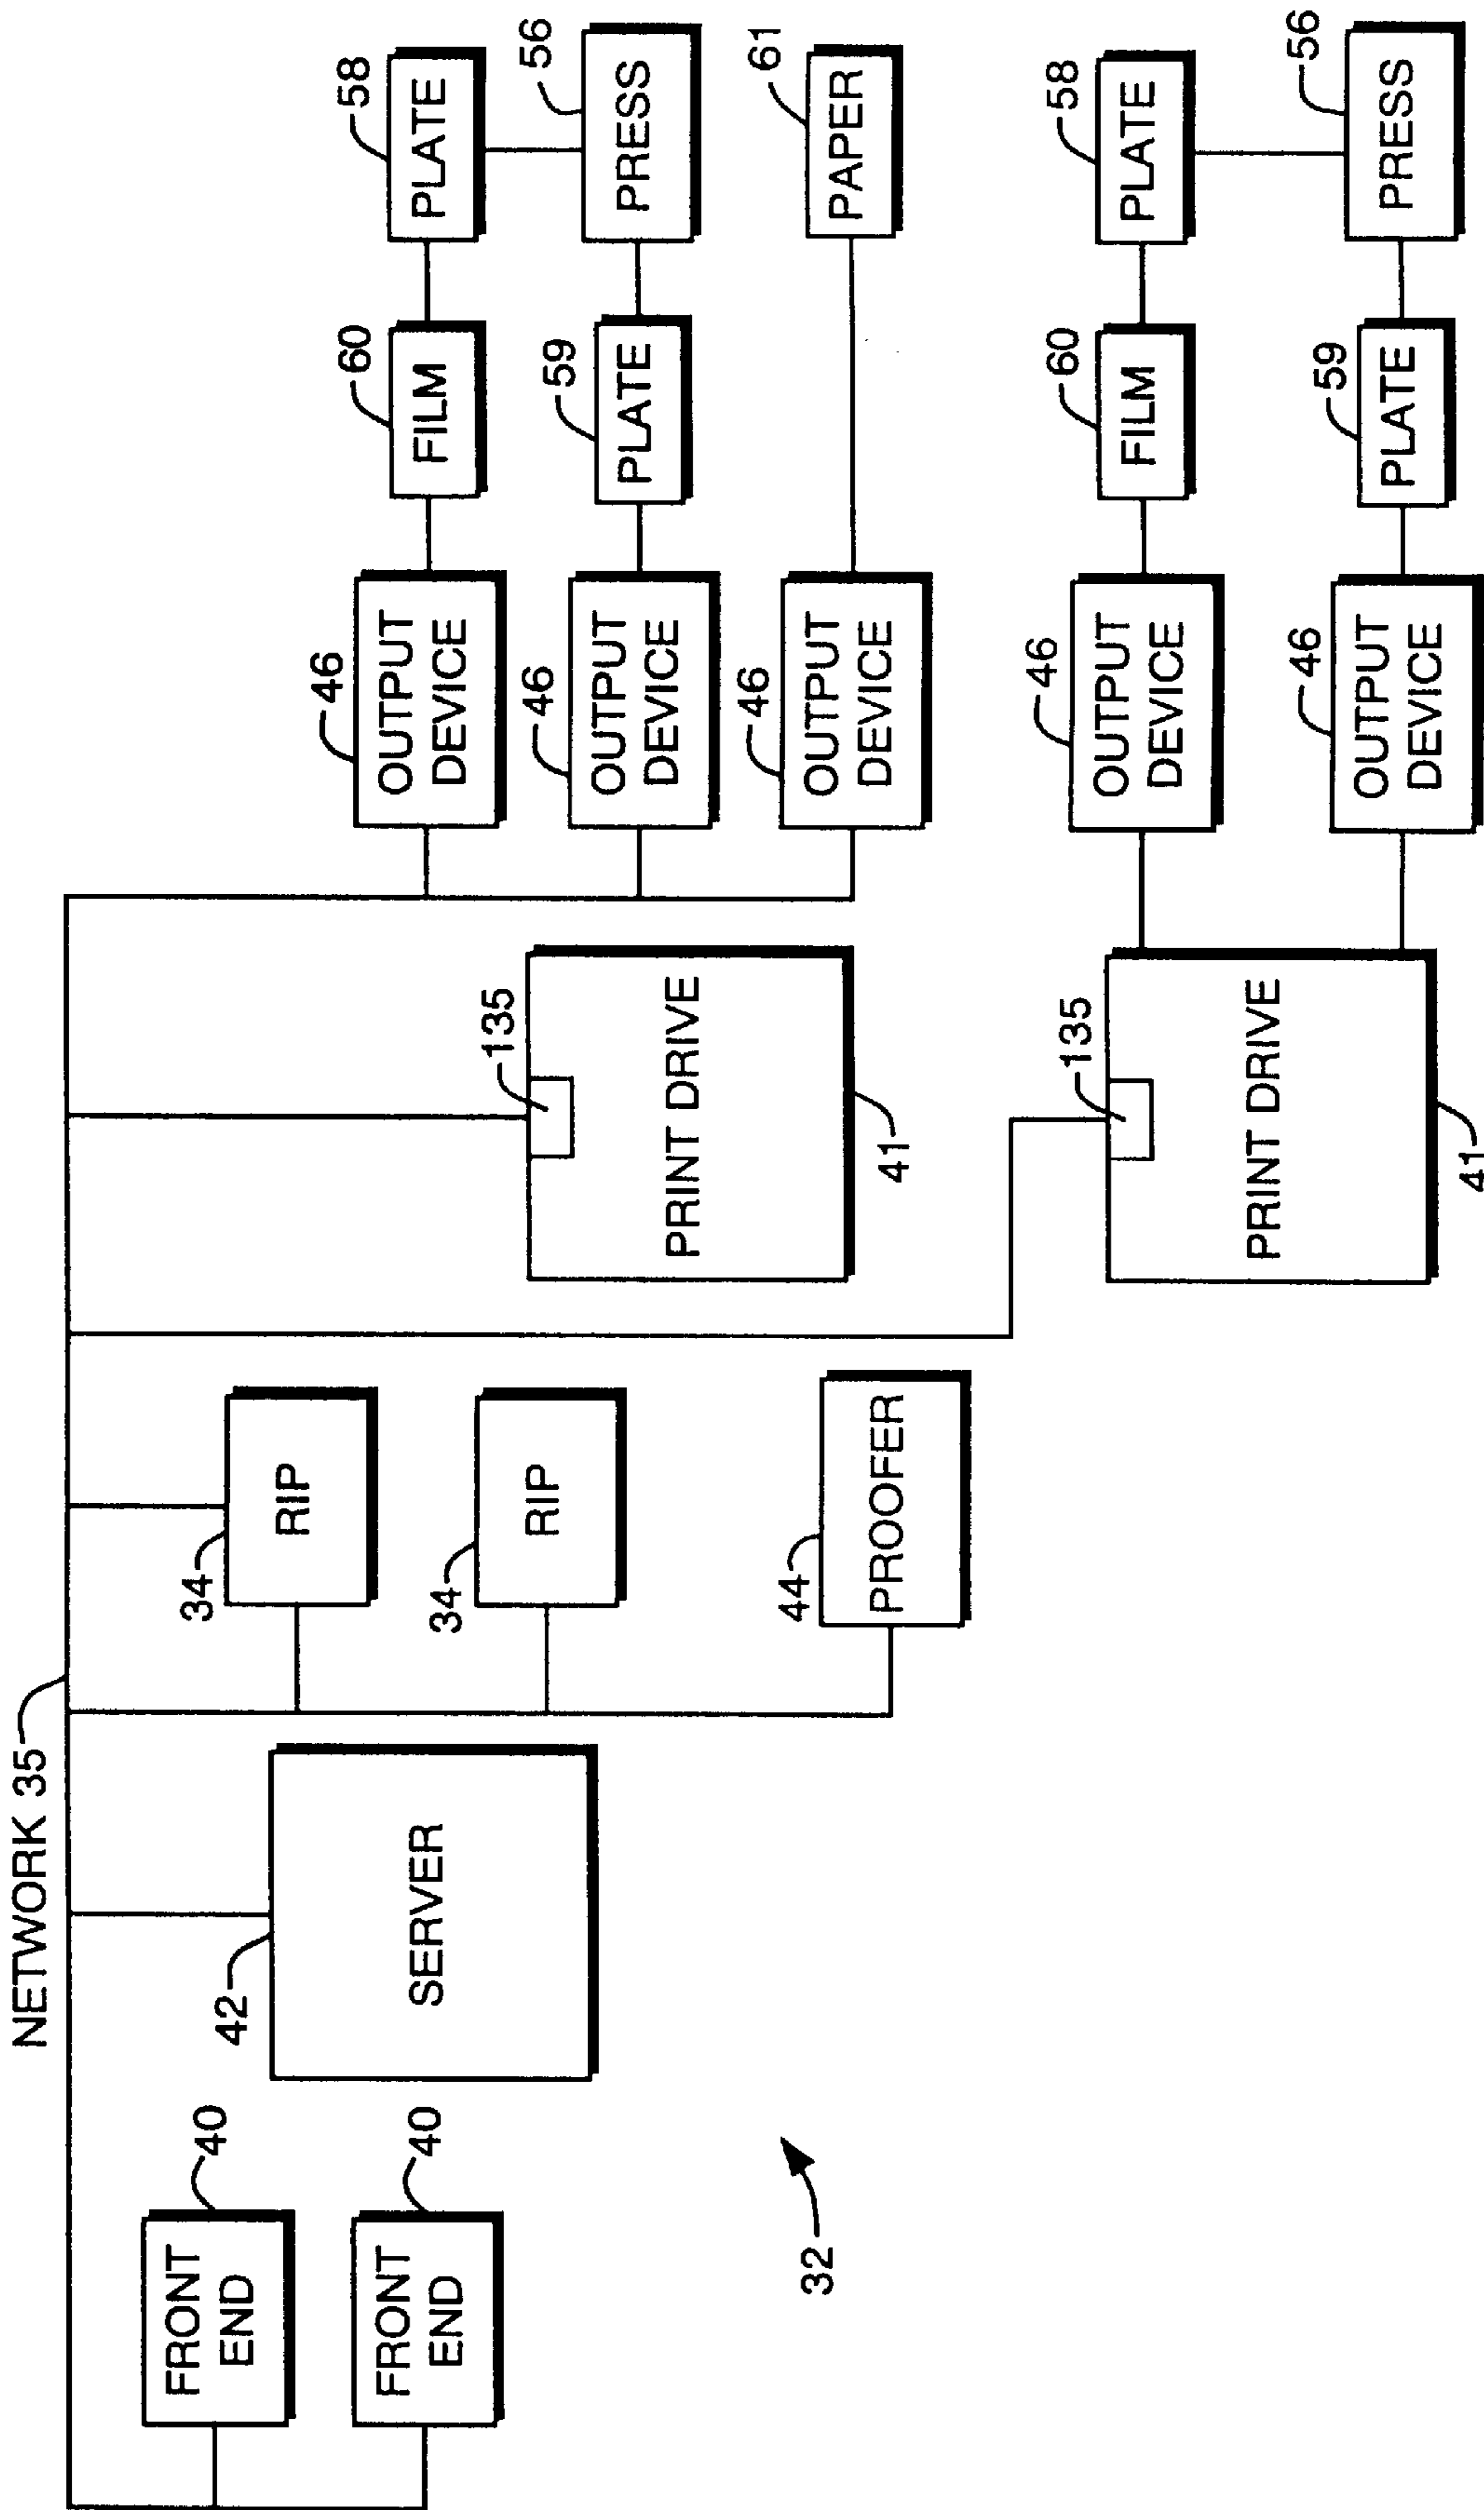 NETWORK 35
FRONT
END
40
FRONT
END
40
32
42
SERVER
34
RIP
34
RIP
44
PROOFER
135
PRINT DRIVE
41
135
PRINT DRIVE
41
46
OUTPUT
DEVICE
60
FILM
58
PLATE
46
OUTPUT
DEVICE
59
PLATE
56
PRESS
46
OUTPUT
DEVICE
61
PAPER
46
OUTPUT
DEVICE
60
FILM
58
PLATE
46
OUTPUT
DEVICE
59
PLATE
56
PRESS